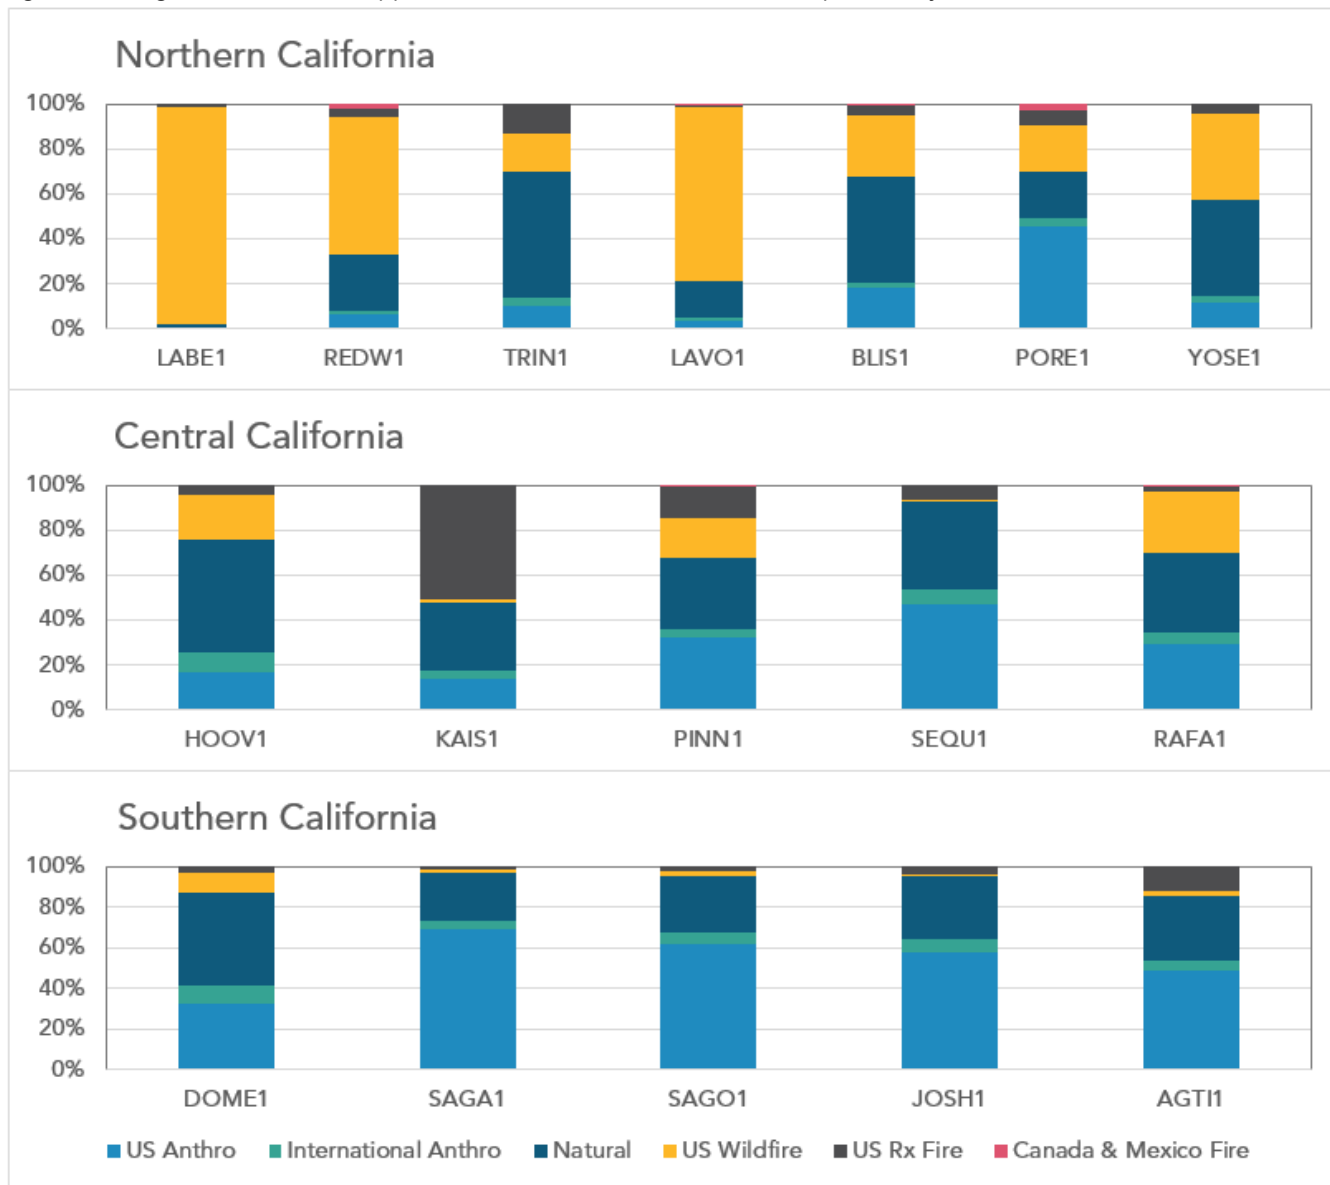 Northern California
100%
80%
60%
40%
20%
0%
LABE1 REDW1 TRIN1 LAVO1 BLIS1 PORE1 YOSE1
Central California
100%
80%
60%
40%
20%
0%
HOOV1 KAIS1 PINN1 SEQU1 RAFA1
Southern California
100%
80%
60%
40%
20%
0%
DOME1 SAGA1 SAGO1 JOSH1 AGTI1
US Anthro International Anthro Natural US Wildfire US Rx Fire Canada & Mexico Fire